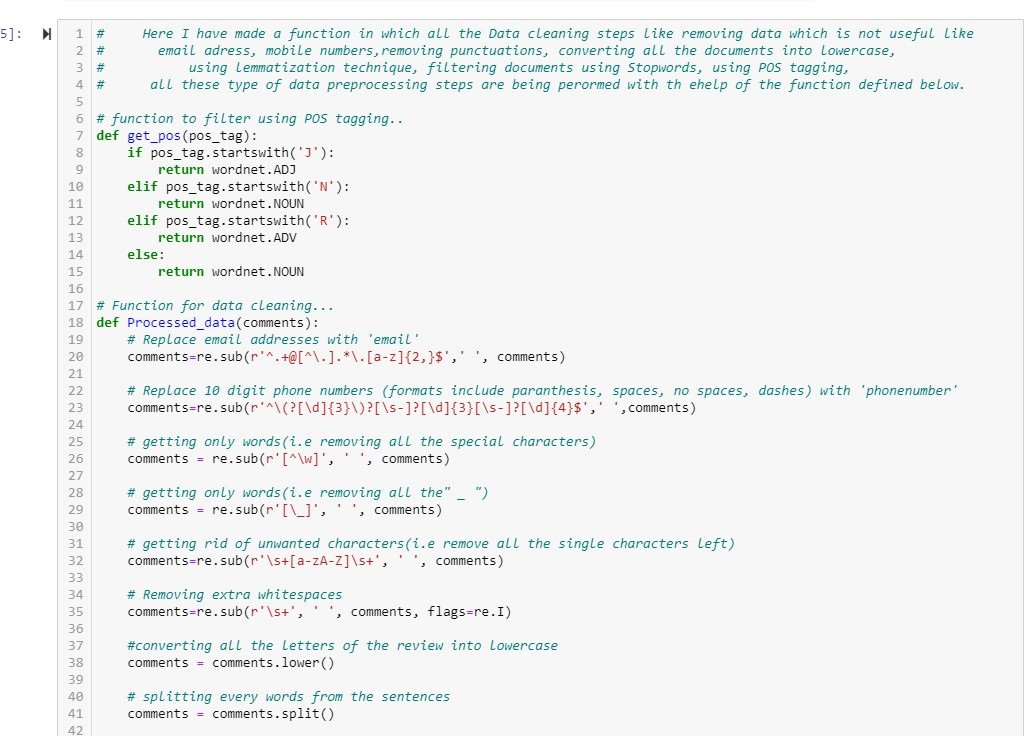 5]:
1 #     Here I have made a function in which all the Data cleaning steps like removing data which is not useful like
2 #       email adress, mobile numbers,removing punctuations, converting all the documents into lowercase,
3 #           using lemmatization technique, filtering documents using Stopwords, using POS tagging,
4 #      all these type of data preprocessing steps are being perormed with th ehelp of the function defined below.
5
6 # function to filter using POS tagging..
7 def get_pos(pos_tag):
8     if pos_tag.startswith('J'):
9         return wordnet.ADJ
10     elif pos_tag.startswith('N'):
11         return wordnet.NOUN
12     elif pos_tag.startswith('R'):
13         return wordnet.ADV
14     else:
15         return wordnet.NOUN
16
17 # Function for data cleaning...
18 def Processed_data(comments):
19     # Replace email addresses with 'email'
20     comments=re.sub(r'^.+@[^\.].*\.[a-z]{2,}$',' ', comments)
21
22     # Replace 10 digit phone numbers (formats include paranthesis, spaces, no spaces, dashes) with 'phonenumber'
23     comments=re.sub(r'^\(?[\d]{3}\)?[\s-]?[\d]{3}[\s-]?[\d]{4}$',' ',comments)
24
25     # getting only words(i.e removing all the special characters)
26     comments = re.sub(r'[^\w]', ' ', comments)
27
28     # getting only words(i.e removing all the" _ ")
29     comments = re.sub(r'[\_]', ' ', comments)
30
31     # getting rid of unwanted characters(i.e remove all the single characters left)
32     comments=re.sub(r'\s+[a-zA-Z]\s+', ' ', comments)
33
34     # Removing extra whitespaces
35     comments=re.sub(r'\s+', ' ', comments, flags=re.I)
36
37     #converting all the letters of the review into lowercase
38     comments = comments.lower()
39
40     # splitting every words from the sentences
41     comments = comments.split()
42